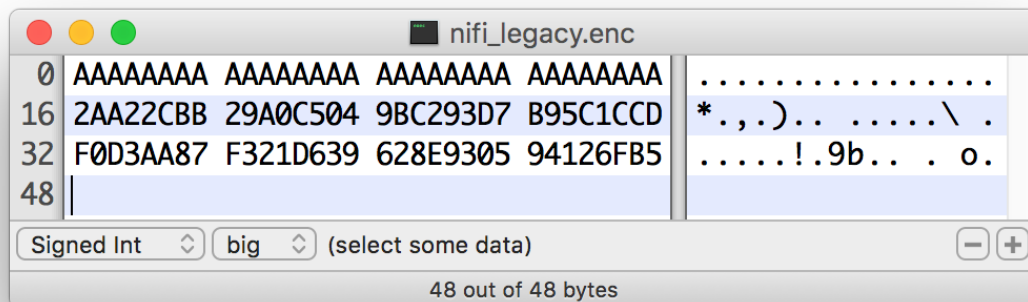 nifi_legacy.enc
0 AAAAAAAA AAAAAAAA AAAAAAAA AAAAAAAA ................
16 2AA22CBB 29A0C504 9BC293D7 B95C1CCD *.,.).. .....\ .
32 F0D3AA87 F321D639 628E9305 94126FB5 .....!.9b.. . o.
48
Signed Int big (select some data)
48 out of 48 bytes